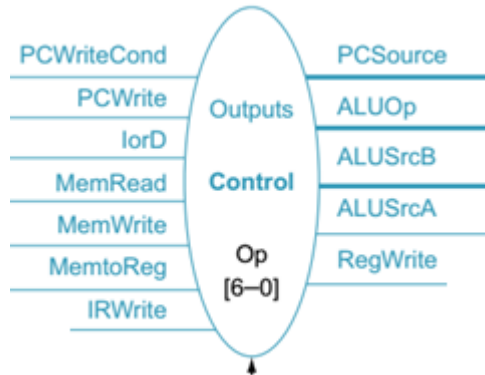 PCWriteCond
PCWrite
IorD
MemRead
MemWrite
MemtoReg
IRWrite
Outputs
Control
Op
[6–0]
PCSource
ALUOp
ALUSrcB
ALUSrcA
RegWrite